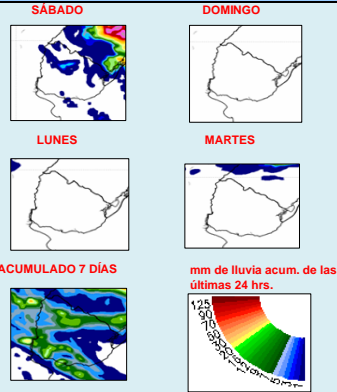 SÁBADO
DOMINGO
LUNES
MARTES
ACUMULADO 7 DÍAS
mm de lluvia acum. de las
últimas 24 hrs.
125
90
70